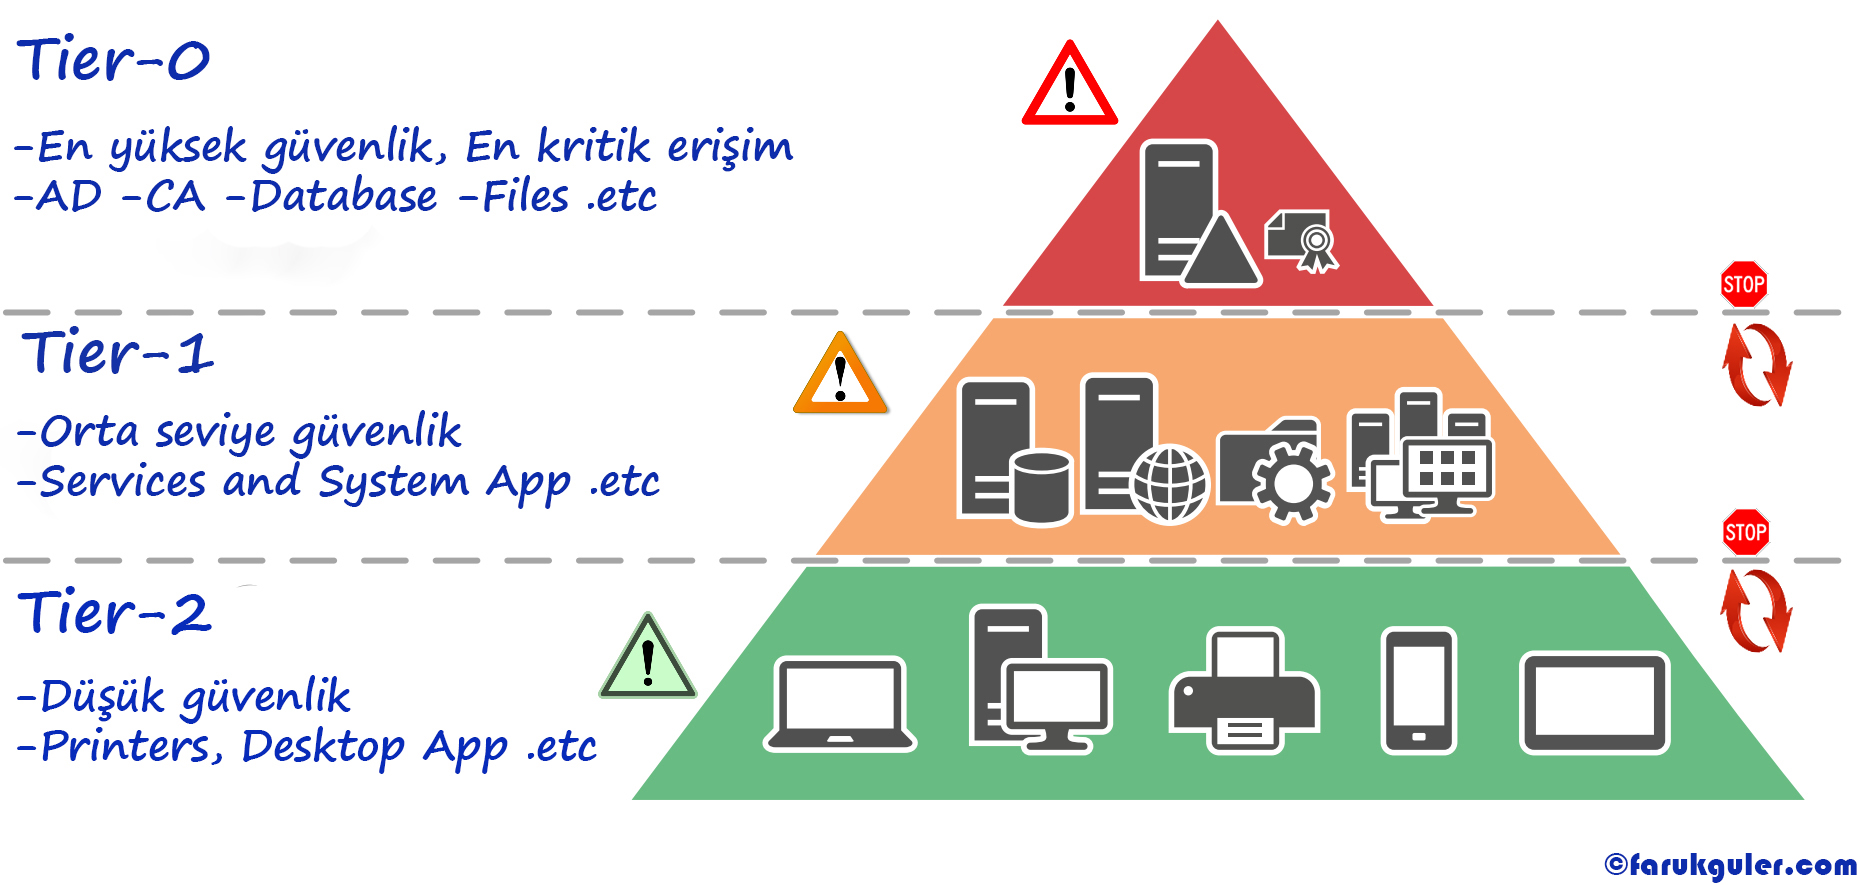 Tier-0
-En yüksek güvenlik, En kritik erişim
-AD -CA -Database -Files .etc
STOP
Tier-1
-Orta seviye güvenlik
-Services and System App .etc
STOP
Tier-2
-Düşük güvenlik
-Printers, Desktop App .etc
©farukguler.com